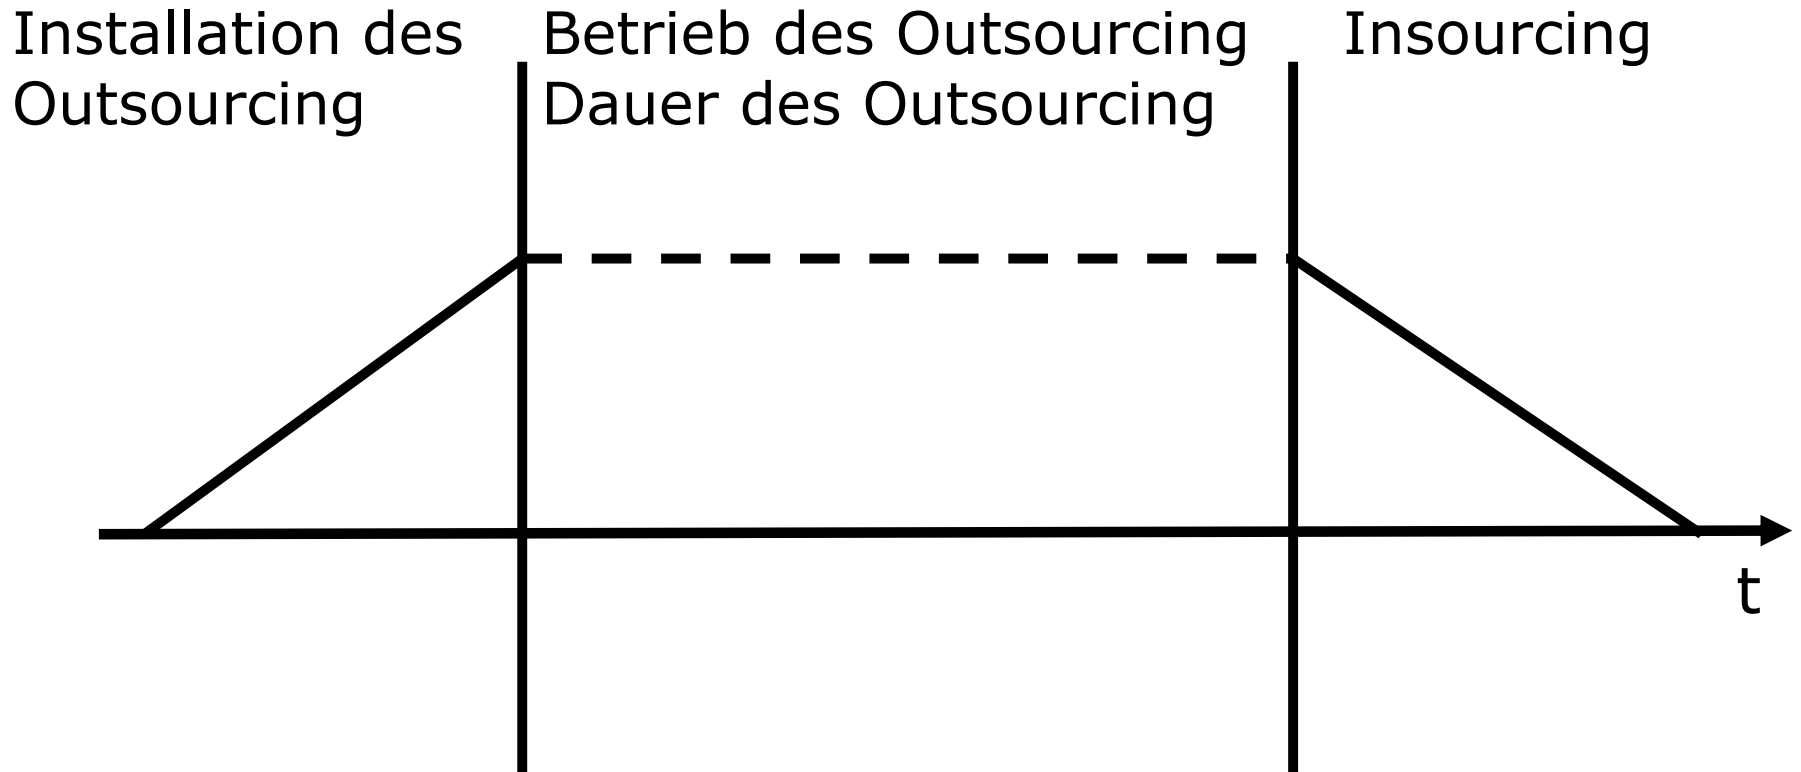 Installation des
Outsourcing
Betrieb des Outsourcing
Dauer des Outsourcing
Insourcing
t